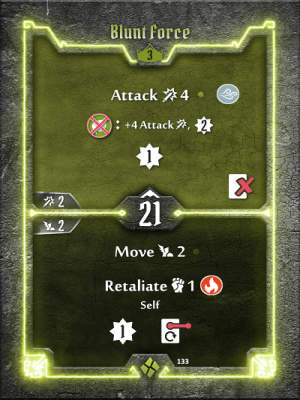 Blunt Force
3
Attack 4
: +4 Attack , 2
1
2
21
2
Move 2
Retaliate 1
Self
1
133